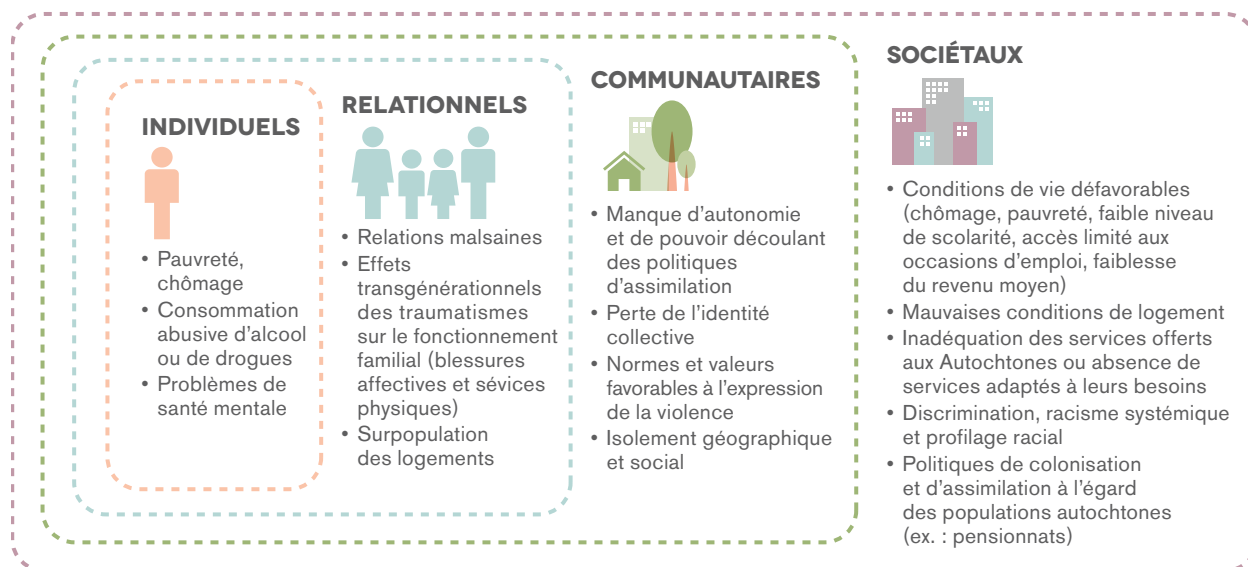 INDIVIDUELS
• Pauvreté,
chômage
• Consommation
abusive d'alcool
ou de drogues
• Problèmes de
santé mentale
RELATIONNELS
• Relations malsaines
• Effets
transgénérationnels
des traumatismes
sur le fonctionnement
familial (blessures
affectives et sévices
physiques)
• Surpopulation
des logements
COMMUNAUTAIRES
• Manque d'autonomie
et de pouvoir découlant
des politiques
d'assimilation
• Perte de l'identité
collective
• Normes et valeurs
favorables à l'expression
de la violence
• Isolement géographique
et social
SOCIÉTAUX
• Conditions de vie défavorables
(chômage, pauvreté, faible niveau
de scolarité, accès limité aux
occasions d'emploi, faiblesse
du revenu moyen)
• Mauvaises conditions de logement
• Inadéquation des services offerts
aux Autochtones ou absence de
services adaptés à leurs besoins
• Discrimination, racisme systémique
et profilage racial
• Politiques de colonisation
et d'assimilation à l'égard
des populations autochtones
(ex. : pensionnats)